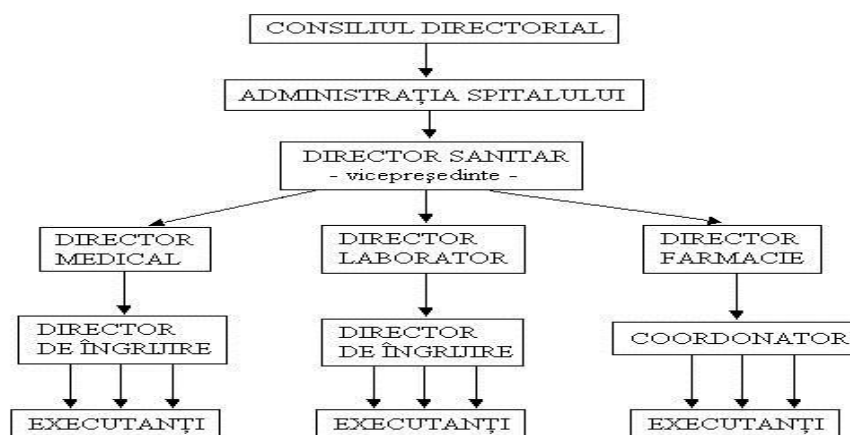 CONSILIUL DIRECTORIAL
ADMINISTRAȚIA SPITALULUI
DIRECTOR SANITAR
- vicepreşedinte -
DIRECTOR
MEDICAL
DIRECTOR
LABORATOR
DIRECTOR
FARMACIE
DIRECTOR
DE ÎNGRIJIRE
DIRECTOR
DE ÎNGRIJIRE
COORDONATOR
EXECUTANȚI
EXECUTANȚI
EXECUTANȚI